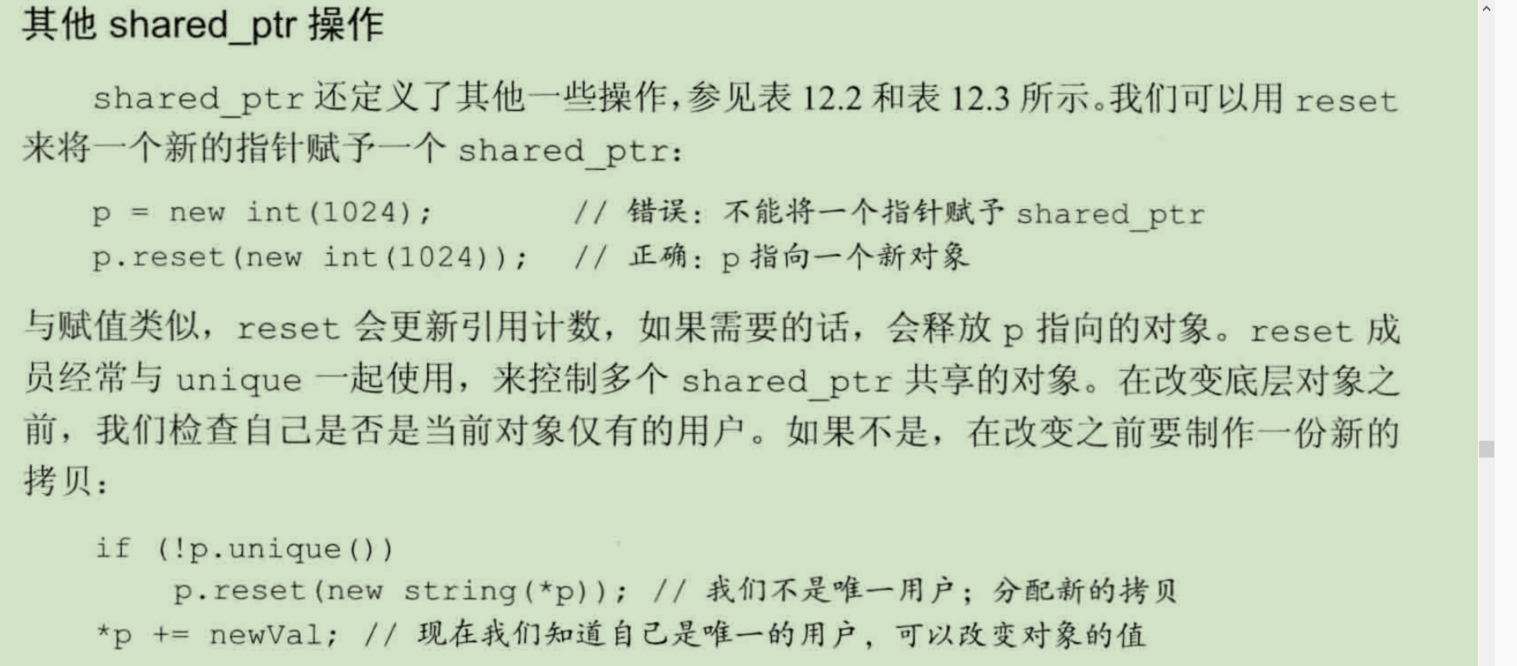 其他 shared_ptr 操作
shared_ptr 还定义了其他一些操作,参见表 12.2 和表 12.3 所示。我们可以用 reset
来将一个新的指针赋予一个 shared_ptr:
p = new int(1024); // 错误: 不能将一个指针赋予 shared_ptr
p.reset(new int(1024)); // 正确: p 指向一个新对象
与赋值类似，reset 会更新引用计数，如果需要的话，会释放 p 指向的对象。reset 成
员经常与 unique 一起使用，来控制多个 shared_ptr 共享的对象。在改变底层对象之
前，我们检查自己是否是当前对象仅有的用户。如果不是，在改变之前要制作一份新的
拷贝:
if (!p.unique())
p.reset(new string(*p)); // 我们不是唯一用户; 分配新的拷贝
*p += newVal; // 现在我们知道自己是唯一的用户, 可以改变对象的值